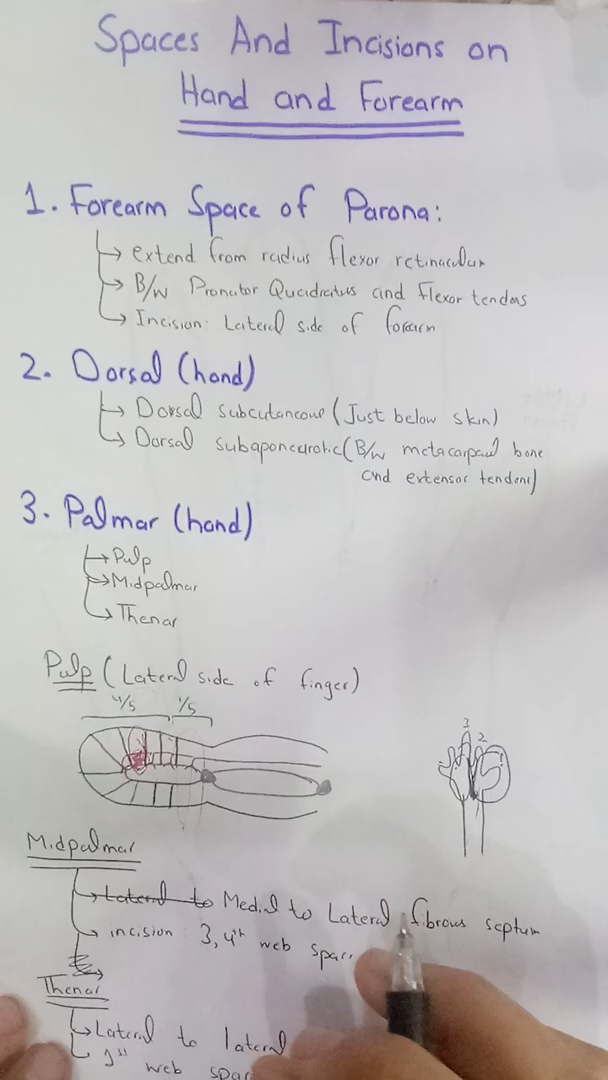 Spaces And Incisions on
Hand and Forearm
1. Forearm Space of Parona:
↳ extend from radius flexor retinacular
↳ B/w Pronator Quadratus and Flexor tendons
↳ Incision: Lateral side of forearm
2. Dorsal (hand)
↳ Dorsal subcutaneous (Just below skin)
↳ Dorsal subaponeurotic (B/w metacarpal bone
and extensor tendons)
3. Palmar (hand)
↳ Pulp
↳ Midpalmar
↳ Thenar
Pulp (Lateral side of finger)
4/5 1/5
3 2
Midpalmar
↳ Lateral to Medial to Lateral fibrous septum
↳ incision: 3, 4th web spac
Thenar
↳ Lateral to lateral
↳ 1st web spac